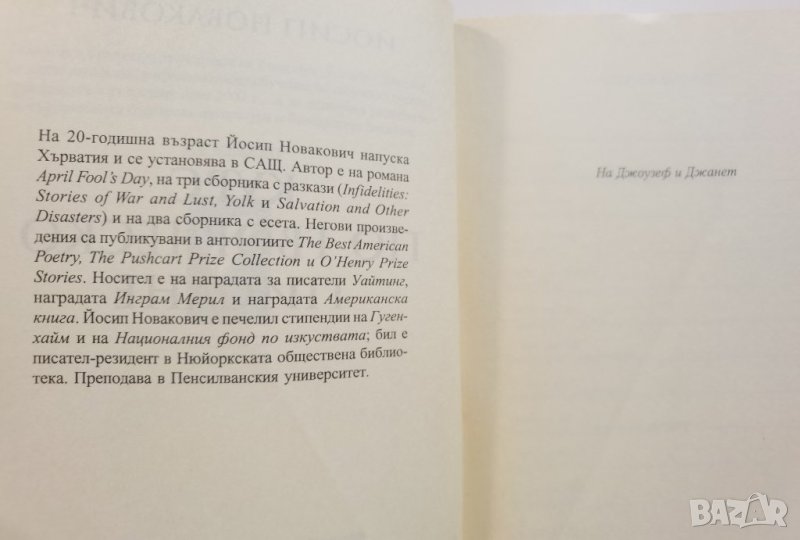 На 20-годишна възраст Йосип Новакович напуска
Хърватия и се установява в САЩ. Автор е на романа
April Fool's Day, на три сборника с разкази (Infidelities:
Stories of War and Lust, Yolk и Salvation and Other
Disasters) и на два сборника с есета. Негови произве-
дения са публикувани в антологиите The Best American
Poetry, The Pushcart Prize Collection и O'Henry Prize
Stories. Носител е на наградата за писатели Уайтинг,
наградата Инграм Мерил и наградата Американска
книга. Йосип Новакович е печелил стипендии на Гуген-
хайм и на Националния фонд по изкуствата; бил е
писател-резидент в Нюйоркската обществена библио-
тека. Преподава в Пенсилванския университет.
На Джоузеф и Джанет
BAZAR